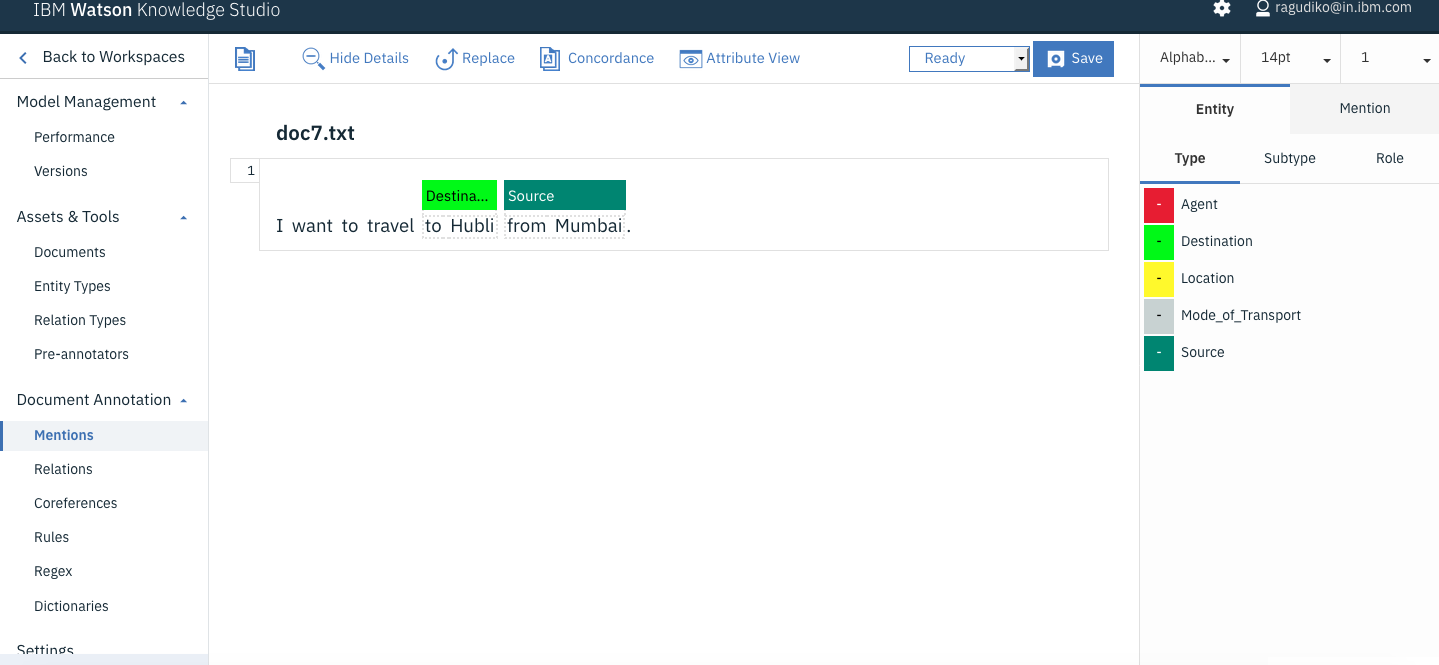 IBM Watson Knowledge Studio
ragudiko@in.ibm.com
Back to Workspaces
Hide Details
Replace
Concordance
Attribute View
Ready
Save
Alphab...
14pt
1
Model Management
Performance
Versions
Assets & Tools
Documents
Entity Types
Relation Types
Pre-annotators
Document Annotation
Mentions
Relations
Coreferences
Rules
Regex
Dictionaries
Settings
doc7.txt
1
Destina... Source
I want to travel to Hubli from Mumbai.
Entity Mention
Type Subtype Role
- Agent
- Destination
- Location
- Mode_of_Transport
- Source